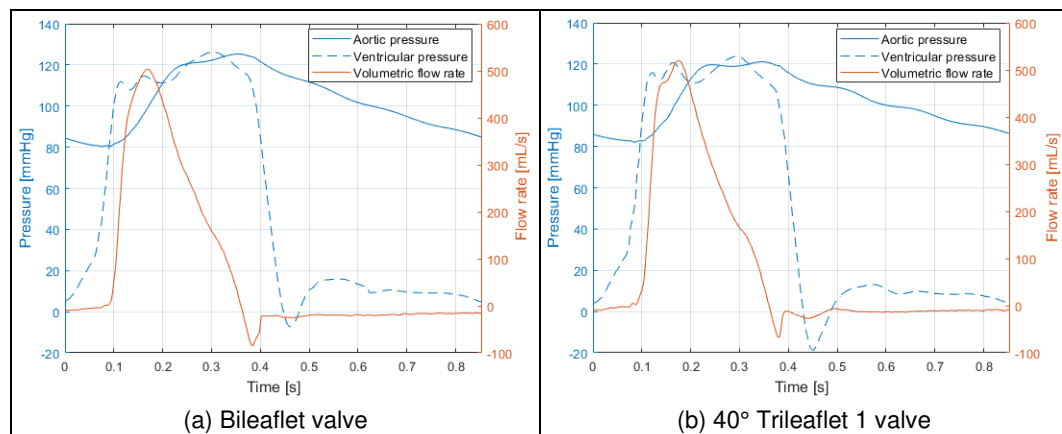 140
120
100
80
60
40
20
0
-20
Pressure [mmHg]
Aortic pressure
Ventricular pressure
Volumetric flow rate
600
500
400
300
200
100
0
-100
Flow rate [mL/s]
0 0.1 0.2 0.3 0.4 0.5 0.6 0.7 0.8
Time [s]
(a) Bileaflet valve
140
120
100
80
60
40
20
0
-20
Pressure [mmHg]
Aortic pressure
Ventricular pressure
Volumetric flow rate
600
500
400
300
200
100
0
-100
Flow rate [mL/s]
0 0.1 0.2 0.3 0.4 0.5 0.6 0.7 0.8
Time [s]
(b) 40° Trileaflet 1 valve